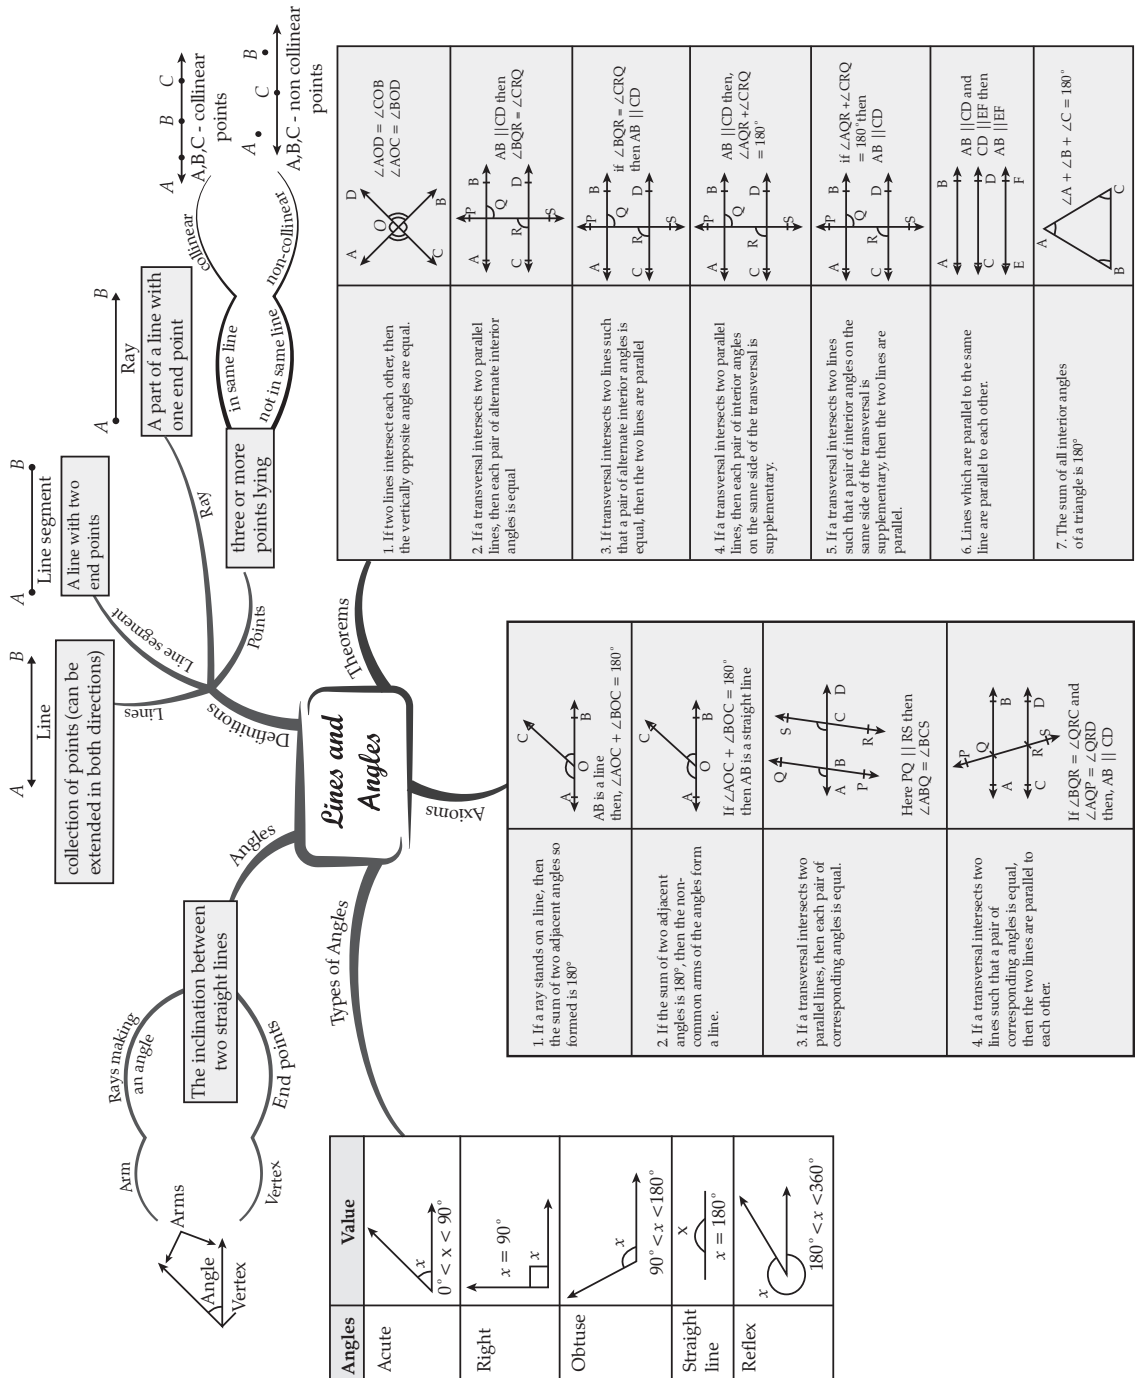 Lines and
Angles
Definitions
Lines
A
B
Line
collection of points (can be
extended in both directions)
Line segment
A
B
Line segment
A line with two
end points
Ray
A
B
Ray
A part of a line with
one end point
Points
three or more
points lying
in same line
collinear
A
B
C
A,B,C - collinear
points
not in same line
non-collinear
A
C
B
A,B,C - non collinear
points
Angles
The inclination between
two straight lines
Rays making
an angle
Arm
End points
Vertex
Arms
Angle
Vertex
Types of Angles
Angles
Value
Acute
x
0° < x < 90°
Right
x = 90°
x
Obtuse
x
90° < x <180°
Straight
line
x
x = 180°
Reflex
x
180° < x <360°
Axioms
1. If a ray stands on a line, then
the sum of two adjacent angles so
formed is 180°
C
A
O
B
AB is a line
then, ∠AOC + ∠BOC = 180°
2. If the sum of two adjacent
angles is 180°, then the non-
common arms of the angles form
a line.
C
A
O
B
If ∠AOC + ∠BOC = 180°
then AB is a straight line
3. If a transversal intersects two
parallel lines, then each pair of
corresponding angles is equal.
Q
S
A
B
C
D
P
R
Here PQ || RS then
∠ABQ = ∠BCS
4. If a transversal intersects two
lines such that a pair of
corresponding angles is equal,
then the two lines are parallel to
each other.
P
Q
A
B
C
R
S
D
If ∠BQR = ∠QRC and
∠AQP = ∠QRD
then, AB || CD
Theorems
1. If two lines intersect each other, then
the vertically opposite angles are equal.
A
D
O
C
B
∠AOD = ∠COB
∠AOC = ∠BOD
2. If a transversal intersects two parallel
lines, then each pair of alternate interior
angles is equal
P
A
B
Q
R
C
D
S
AB ||CD then
∠BQR = ∠CRQ
3. If transversal intersects two lines such
that a pair of alternate interior angles is
equal, then the two lines are parallel
P
A
B
Q
R
C
D
S
if ∠BQR = ∠CRQ
then AB ||CD
4. If a transversal intersects two parallel
lines, then each pair of interior angles
on the same side of the transversal is
supplementary.
P
A
B
Q
R
C
D
S
AB ||CD then,
∠AQR +∠CRQ
= 180°
5. If a transversal intersects two lines
such that a pair of interior angles on the
same side of the transversal is
supplementary, then the two lines are
parallel.
P
A
B
Q
R
C
D
S
if ∠AQR +∠CRQ
= 180°then
AB ||CD
6. Lines which are parallel to the same
line are parallel to each other.
A
B
C
D
E
F
AB ||CD and
CD ||EF then
AB ||EF
7. The sum of all interior angles
of a triangle is 180°
A
B
C
∠A + ∠B + ∠C = 180°